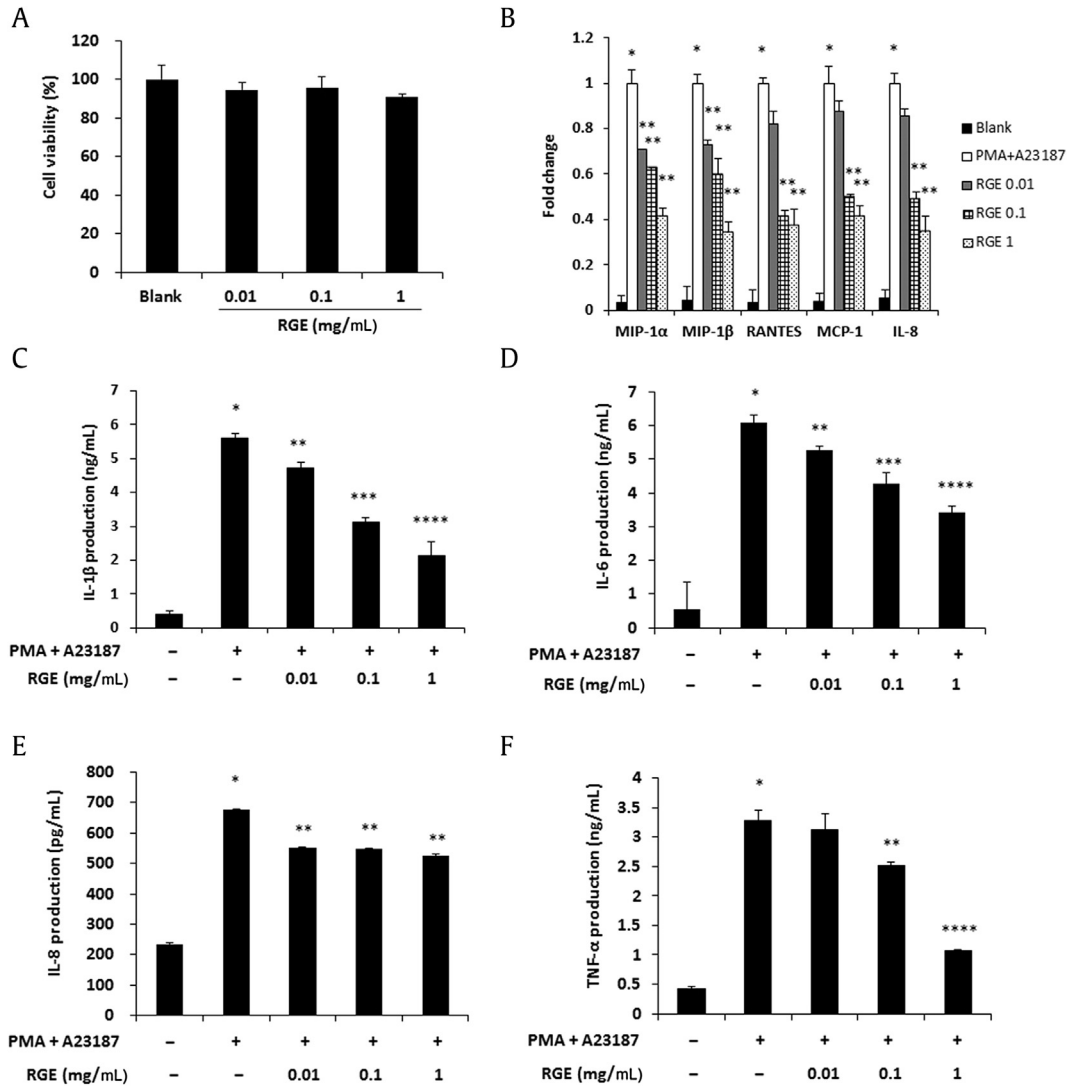 A
Cell viability (%)
120
100
80
60
40
20
0
Blank 0.01 0.1 1
RGE (mg/mL)
B
Fold change
1.2
1
0.8
0.6
0.4
0.2
0
* * * * *
** ** ** ** ** ** ** ** ** ** ** **
MIP-1α MIP-1β RANTES MCP-1 IL-8
Blank
PMA+A23187
RGE 0.01
RGE 0.1
RGE 1
C
IL-1β production (ng/mL)
7
6
5
4
3
2
1
0
* ** *** ****
PMA + A23187 – + + + +
RGE (mg/mL) – – 0.01 0.1 1
D
IL-6 production (ng/mL)
7
6
5
4
3
2
1
0
* ** *** ****
PMA + A23187 – + + + +
RGE (mg/mL) – – 0.01 0.1 1
E
IL-8 production (pg/mL)
800
700
600
500
400
300
200
100
0
* ** ** **
PMA + A23187 – + + + +
RGE (mg/mL) – – 0.01 0.1 1
F
TNF-α production (ng/mL)
4
3.5
3
2.5
2
1.5
1
0.5
0
* ** ****
PMA + A23187 – + + + +
RGE (mg/mL) – – 0.01 0.1 1